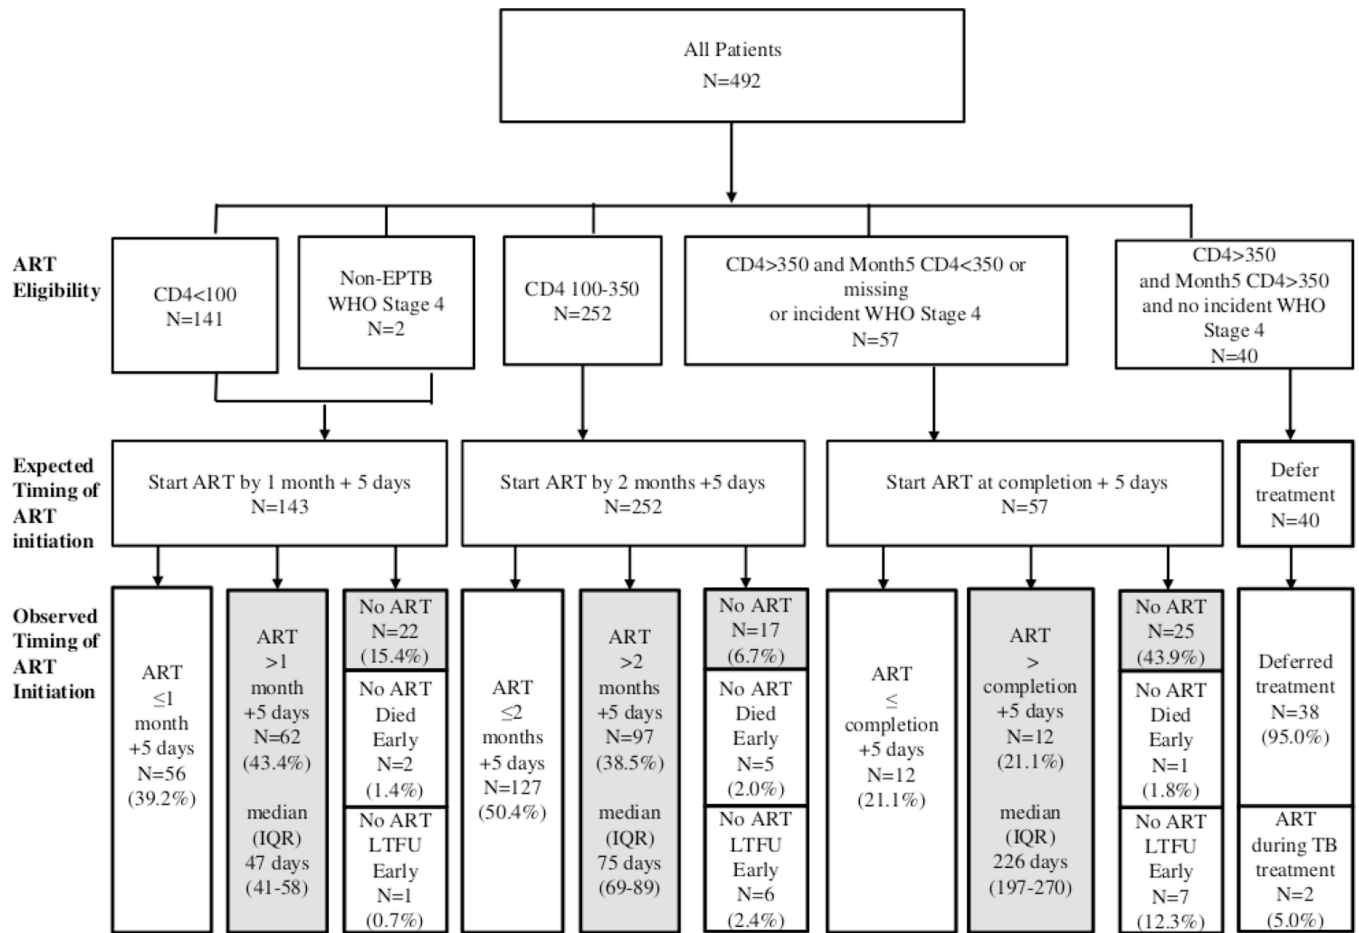 All Patients
N=492
ART
Eligibility
CD4<100
N=141
Non-EPTB
WHO Stage 4
N=2
CD4 100-350
N=252
CD4>350 and Month5 CD4<350 or
missing
or incident WHO Stage 4
N=57
CD4>350
and Month5 CD4>350
and no incident WHO
Stage 4
N=40
Expected
Timing of
ART
initiation
Start ART by 1 month + 5 days
N=143
Start ART by 2 months +5 days
N=252
Start ART at completion + 5 days
N=57
Defer
treatment
N=40
Observed
Timing of
ART
Initiation
ART
≤1
month
+5 days
N=56
(39.2%)
ART
>1
month
+5 days
N=62
(43.4%)
median
(IQR)
47 days
(41-58)
No ART
N=22
(15.4%)
No ART
Died
Early
N=2
(1.4%)
No ART
LTFU
Early
N=1
(0.7%)
ART
≤2
months
+5 days
N=127
(50.4%)
ART
>2
months
+5 days
N=97
(38.5%)
median
(IQR)
75 days
(69-89)
No ART
N=17
(6.7%)
No ART
Died
Early
N=5
(2.0%)
No ART
LTFU
Early
N=6
(2.4%)
ART
≤
completion
+5 days
N=12
(21.1%)
ART
>
completion
+5 days
N=12
(21.1%)
median
(IQR)
226 days
(197-270)
No ART
N=25
(43.9%)
No ART
Died
Early
N=1
(1.8%)
No ART
LTFU
Early
N=7
(12.3%)
Deferred
treatment
N=38
(95.0%)
ART
during TB
treatment
N=2
(5.0%)